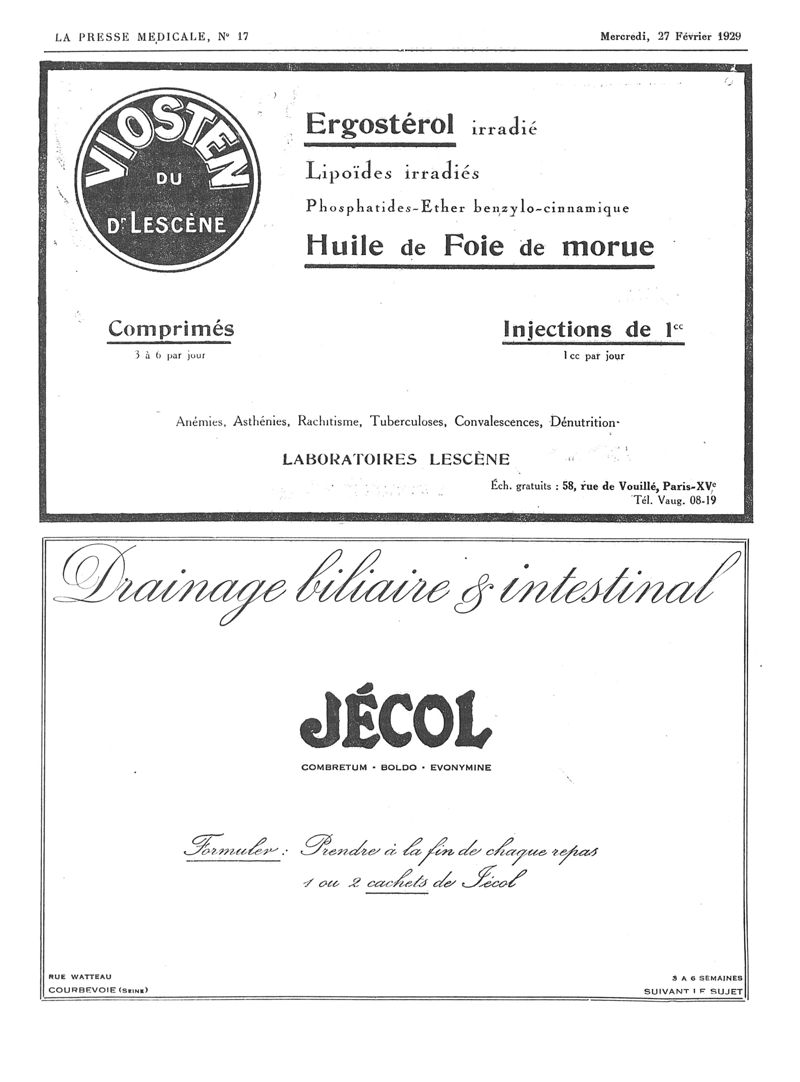 LA PRESSE MEDICALE, Nº 17
Mercredi, 27 Février 1929
VIOSTEN
DU
Dr LESCÈNE
Ergostérol irradié
Lipoïdes irradiés
Phosphatides-Ether benzylo-cinnamique
Huile de Foie de morue
Comprimés
3 à 6 par jour
Injections de 1cc
1 cc par jour
Anémies, Asthénies, Rachitisme, Tuberculoses, Convalescences, Dénutrition
LABORATOIRES LESCÈNE
Éch. gratuits : 58, rue de Vouillé, Paris-XVe
Tél. Vaug. 08-19
Drainage biliaire & intestinal
JÉCOL
COMBRETUM · BOLDO · EVONYMINE
Formuler : Prendre à la fin de chaque repas
1 ou 2 cachets de Jécol
RUE WATTEAU
COURBEVOIE (SEINE)
3 A 6 SEMAINES
SUIVANT LE SUJET